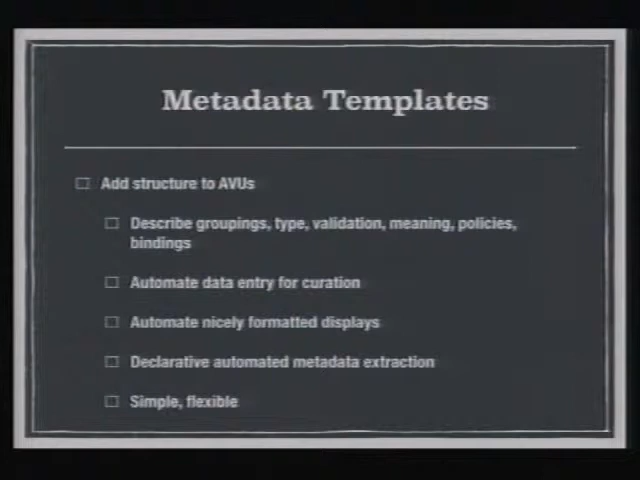 Metadata Templates
Add structure to AVUs
Describe groupings, type, validation, meaning, policies,
bindings
Automate data entry for curation
Automate nicely formatted displays
Declarative automated metadata extraction
Simple, flexible